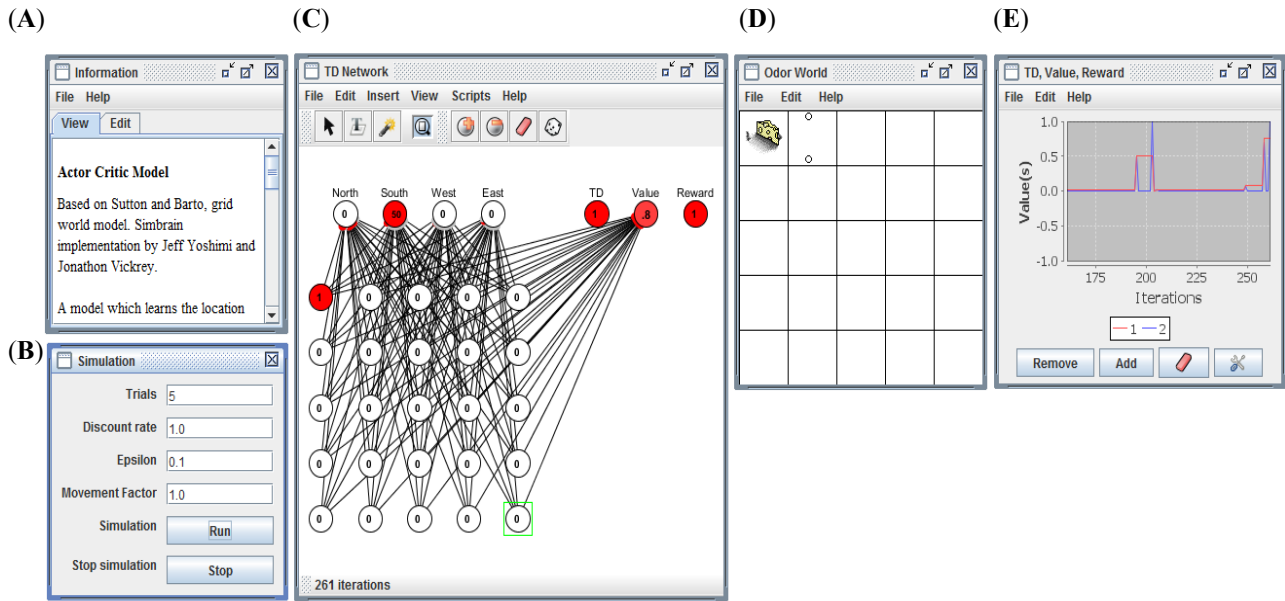 (A)
Information
File Help
View Edit
Actor Critic Model
Based on Sutton and Barto, grid
world model. Simbrain
implementation by Jeff Yoshimi and
Jonathon Vickrey.
A model which learns the location
(B)
Simulation
Trials 5
Discount rate 1.0
Epsilon 0.1
Movement Factor 1.0
Simulation Run
Stop simulation Stop
(C)
TD Network
File Edit Insert View Scripts Help
North South West East TD Value Reward
0 50 0 0 1 .8 1
1 0 0 0 0
0 0 0 0 0
0 0 0 0 0
0 0 0 0 0
0 0 0 0 0
261 iterations
(D)
Odor World
File Edit Help
(E)
TD, Value, Reward
File Edit Help
Value(s)
1.0
0.5
0.0
-0.5
-1.0
175 200 225 250
Iterations
1 2
Remove Add